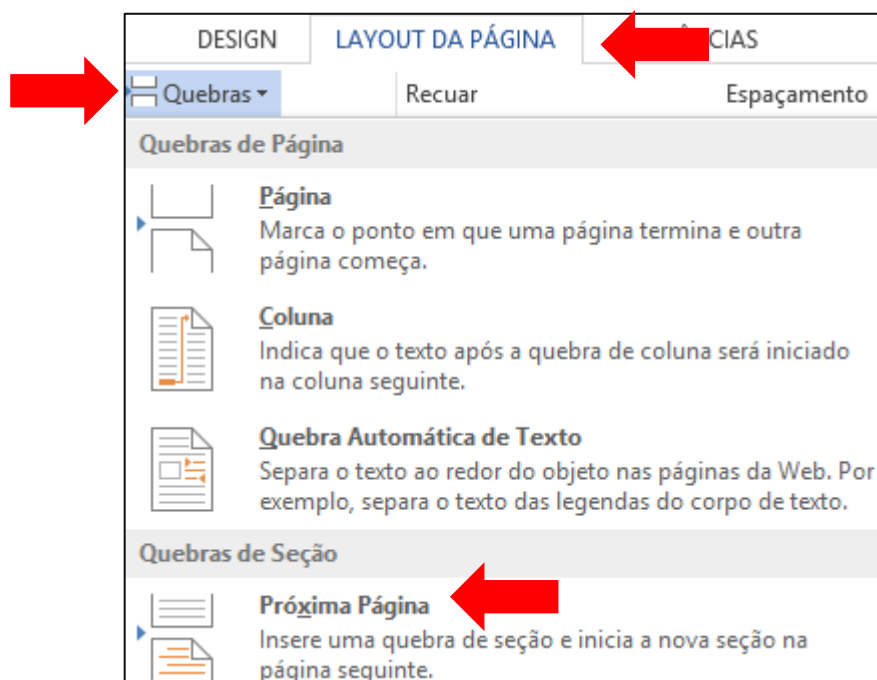 DESIGN LAYOUT DA PÁGINA
Quebras Recuar Espaçamento
Quebras de Página
Página
Marca o ponto em que uma página termina e outra
página começa.
Coluna
Indica que o texto após a quebra de coluna será iniciado
na coluna seguinte.
Quebra Automática de Texto
Separa o texto ao redor do objeto nas páginas da Web. Por
exemplo, separa o texto das legendas do corpo de texto.
Quebras de Seção
Próxima Página
Insere uma quebra de seção e inicia a nova seção na
página seguinte.